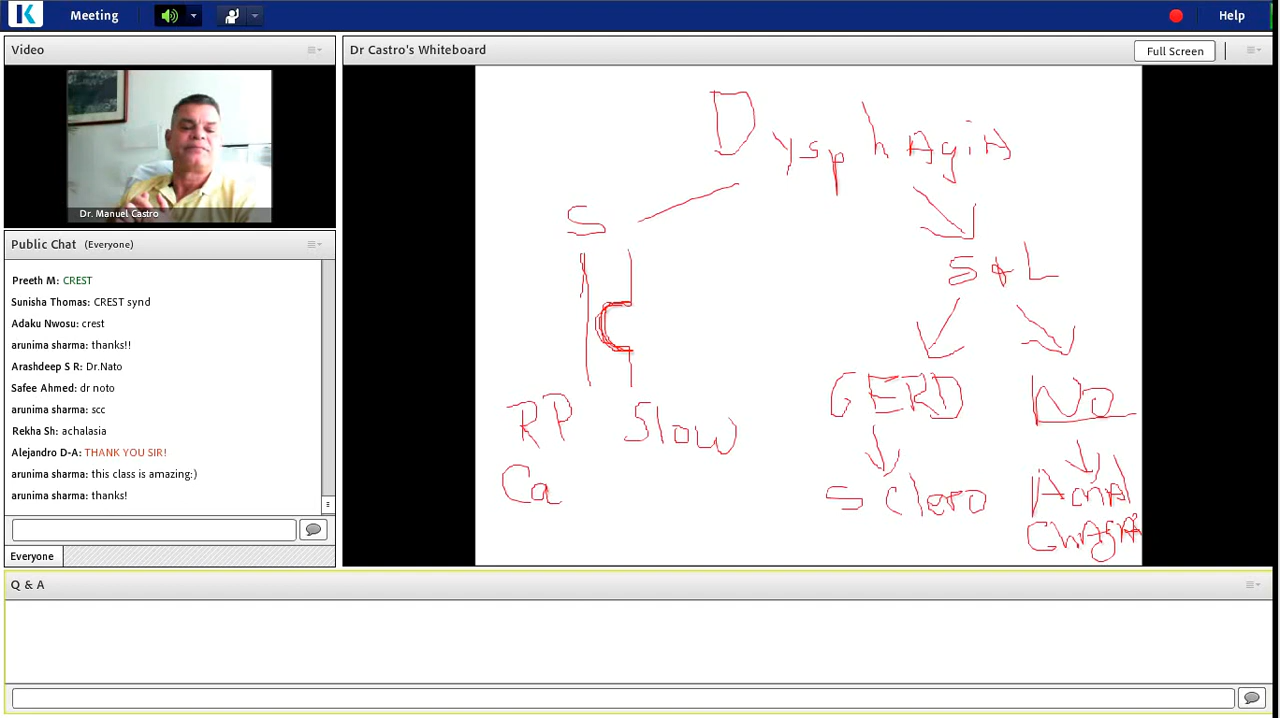 K Meeting Help
Video
Dr. Manuel Castro
Public Chat (Everyone)
Preeth M: CREST
Sunisha Thomas: CREST synd
Adaku Nwosu: crest
arunima sharma: thanks!!
Arashdeep S R: Dr.Nato
Safee Ahmed: dr noto
arunima sharma: scc
Rekha Sh: achalasia
Alejandro D-A: THANK YOU SIR!
arunima sharma: this class is amazing:)
arunima sharma: thanks!
Everyone
Dr Castro's Whiteboard
Full Screen
DysphAgiA
S
S + L
GERD No
RP Slow
Ca
Sclero
Chaga
Q & A